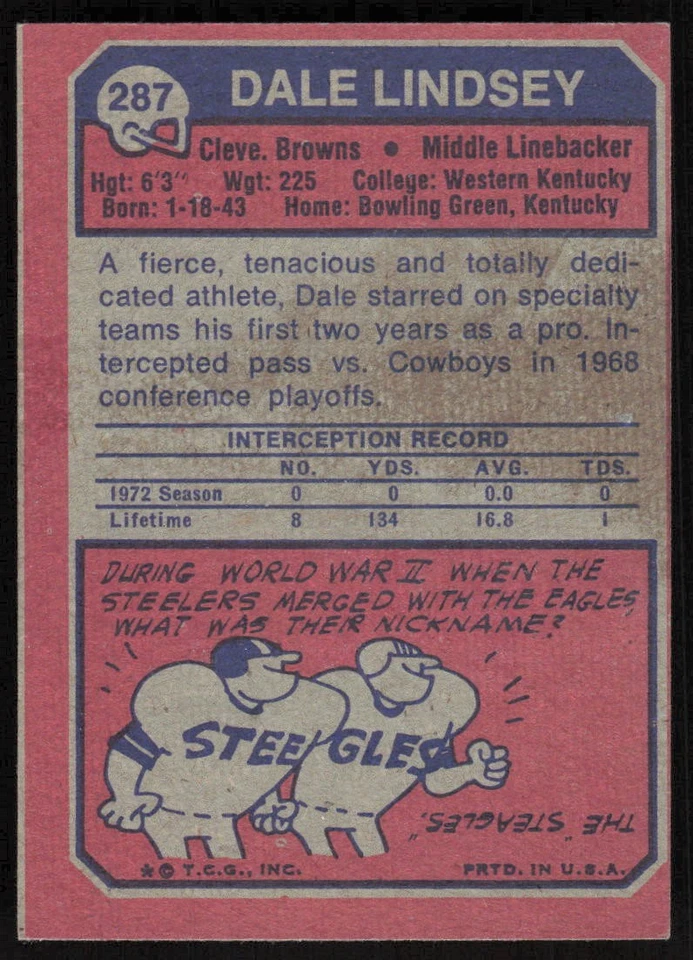 287 DALE LINDSEY
Cleve. Browns ● Middle Linebacker
Hgt: 6'3" Wgt: 225 College: Western Kentucky
Born: 1-18-43 Home: Bowling Green, Kentucky
A fierce, tenacious and totally dedi-
cated athlete, Dale starred on specialty
teams his first two years as a pro. In-
tercepted pass vs. Cowboys in 1968
conference playoffs.
INTERCEPTION RECORD
NO. YDS. AVG. TDS.
1972 Season 0 0 0.0 0
Lifetime 8 134 16.8 1
DURING WORLD WAR II WHEN THE
STEELERS MERGED WITH THE EAGLES,
WHAT WAS THEIR NICKNAME?
STEE GLES
THE "STEAGLES."
*© T.C.G., INC. PRTD. IN U.S.A.